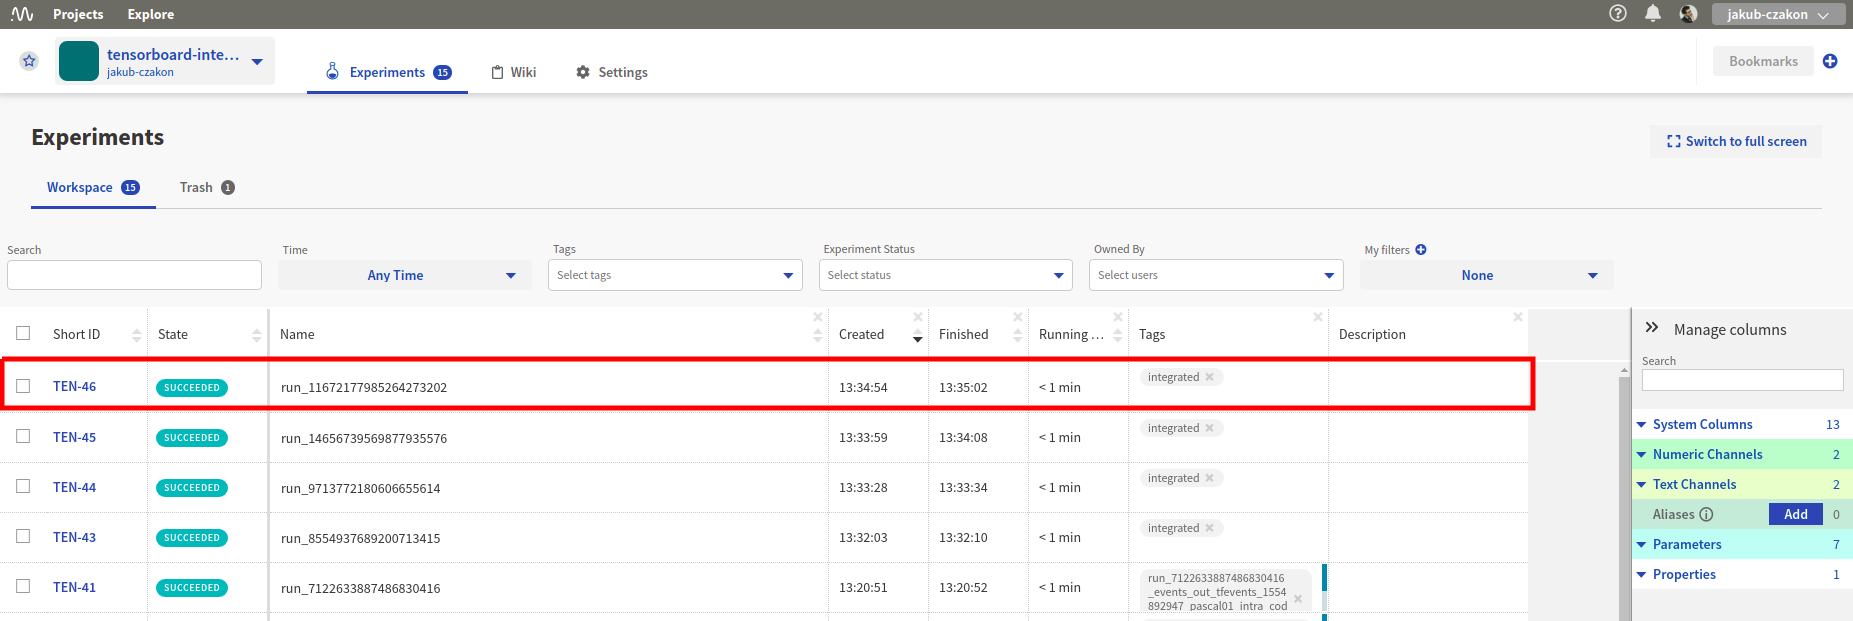 Projects Explore jakub-czakon
tensorboard-inte...
jakub-czakon
Experiments 15 Wiki Settings Bookmarks
Experiments
Switch to full screen
Workspace 15 Trash 1
Search Time Tags Experiment Status Owned By My filters
Any Time Select tags Select status Select users None
Short ID State Name Created Finished Running ... Tags Description
TEN-46 SUCCEEDED run_11672177985264273202 13:34:54 13:35:02 < 1 min integrated
TEN-45 SUCCEEDED run_14656739569877935576 13:33:59 13:34:08 < 1 min integrated
TEN-44 SUCCEEDED run_9713772180606655614 13:33:28 13:33:34 < 1 min integrated
TEN-43 SUCCEEDED run_8554937689200713415 13:32:03 13:32:10 < 1 min integrated
TEN-41 SUCCEEDED run_7122633887486830416 13:20:51 13:20:52 < 1 min run_7122633887486830416
_events_out_tfevents_1554
892947_pascal01_intra_cod
Manage columns
Search
System Columns 13
Numeric Channels 2
Text Channels 2
Aliases Add 0
Parameters 7
Properties 1